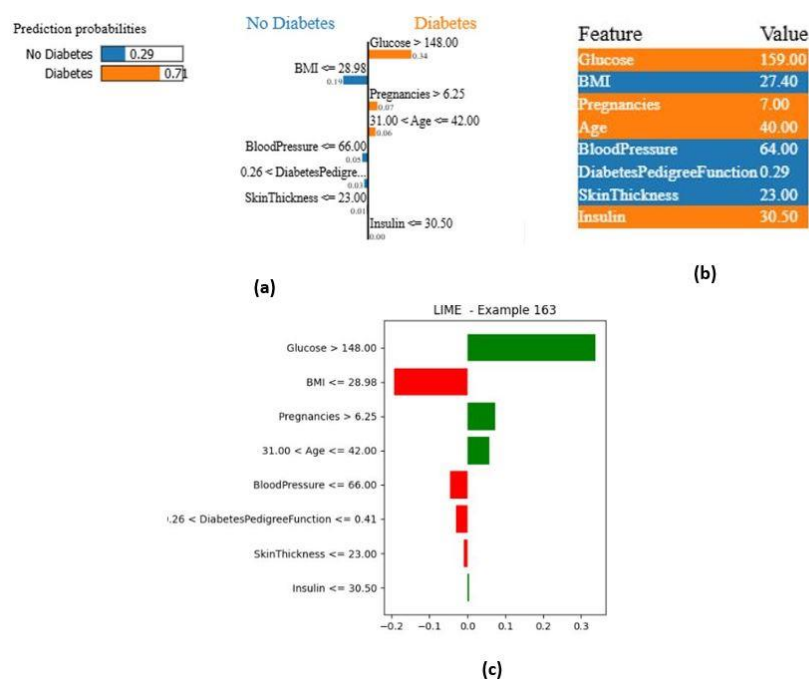 Prediction probabilities
No Diabetes 0.29
Diabetes 0.71
No Diabetes Diabetes
Glucose > 148.00
0.34
BMI <= 28.98
0.19
Pregnancies > 6.25
0.07
31.00 < Age <= 42.00
0.06
BloodPressure <= 66.00
0.05
0.26 < DiabetesPedigre...
0.03
SkinThickness <= 23.00
0.01
Insulin <= 30.50
0.00
(a)
Feature Value
Glucose 159.00
BMI 27.40
Pregnancies 7.00
Age 40.00
BloodPressure 64.00
DiabetesPedigreeFunction 0.29
SkinThickness 23.00
Insulin 30.50
(b)
LIME - Example 163
Glucose > 148.00
BMI <= 28.98
Pregnancies > 6.25
31.00 < Age <= 42.00
BloodPressure <= 66.00
.26 < DiabetesPedigreeFunction <= 0.41
SkinThickness <= 23.00
Insulin <= 30.50
−0.2 −0.1 0.0 0.1 0.2 0.3
(c)